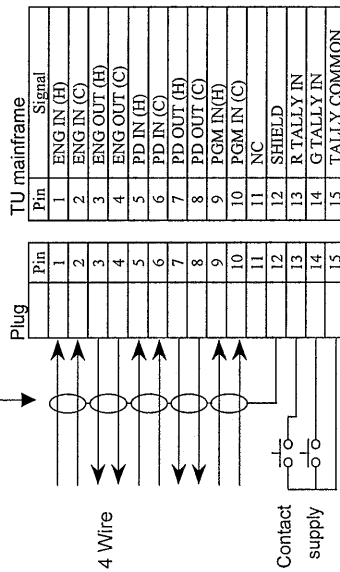 TU mainframe
Pin Signal
1 ENG IN (H)
2 ENG IN (C)
3 ENG OUT (H)
4 ENG OUT (C)
5 PD IN (H)
6 PD IN (C)
7 PD OUT (H)
8 PD OUT (C)
9 PGM IN(H)
10 PGM IN (C)
11 NC
12 SHIELD
13 R TALLY IN
14 G TALLY IN
15 TALLY COMMON
Plug
Pin
1
2
3
4
5
6
7
8
9
10
11
12
13
14
15
4 Wire
Contact
supply